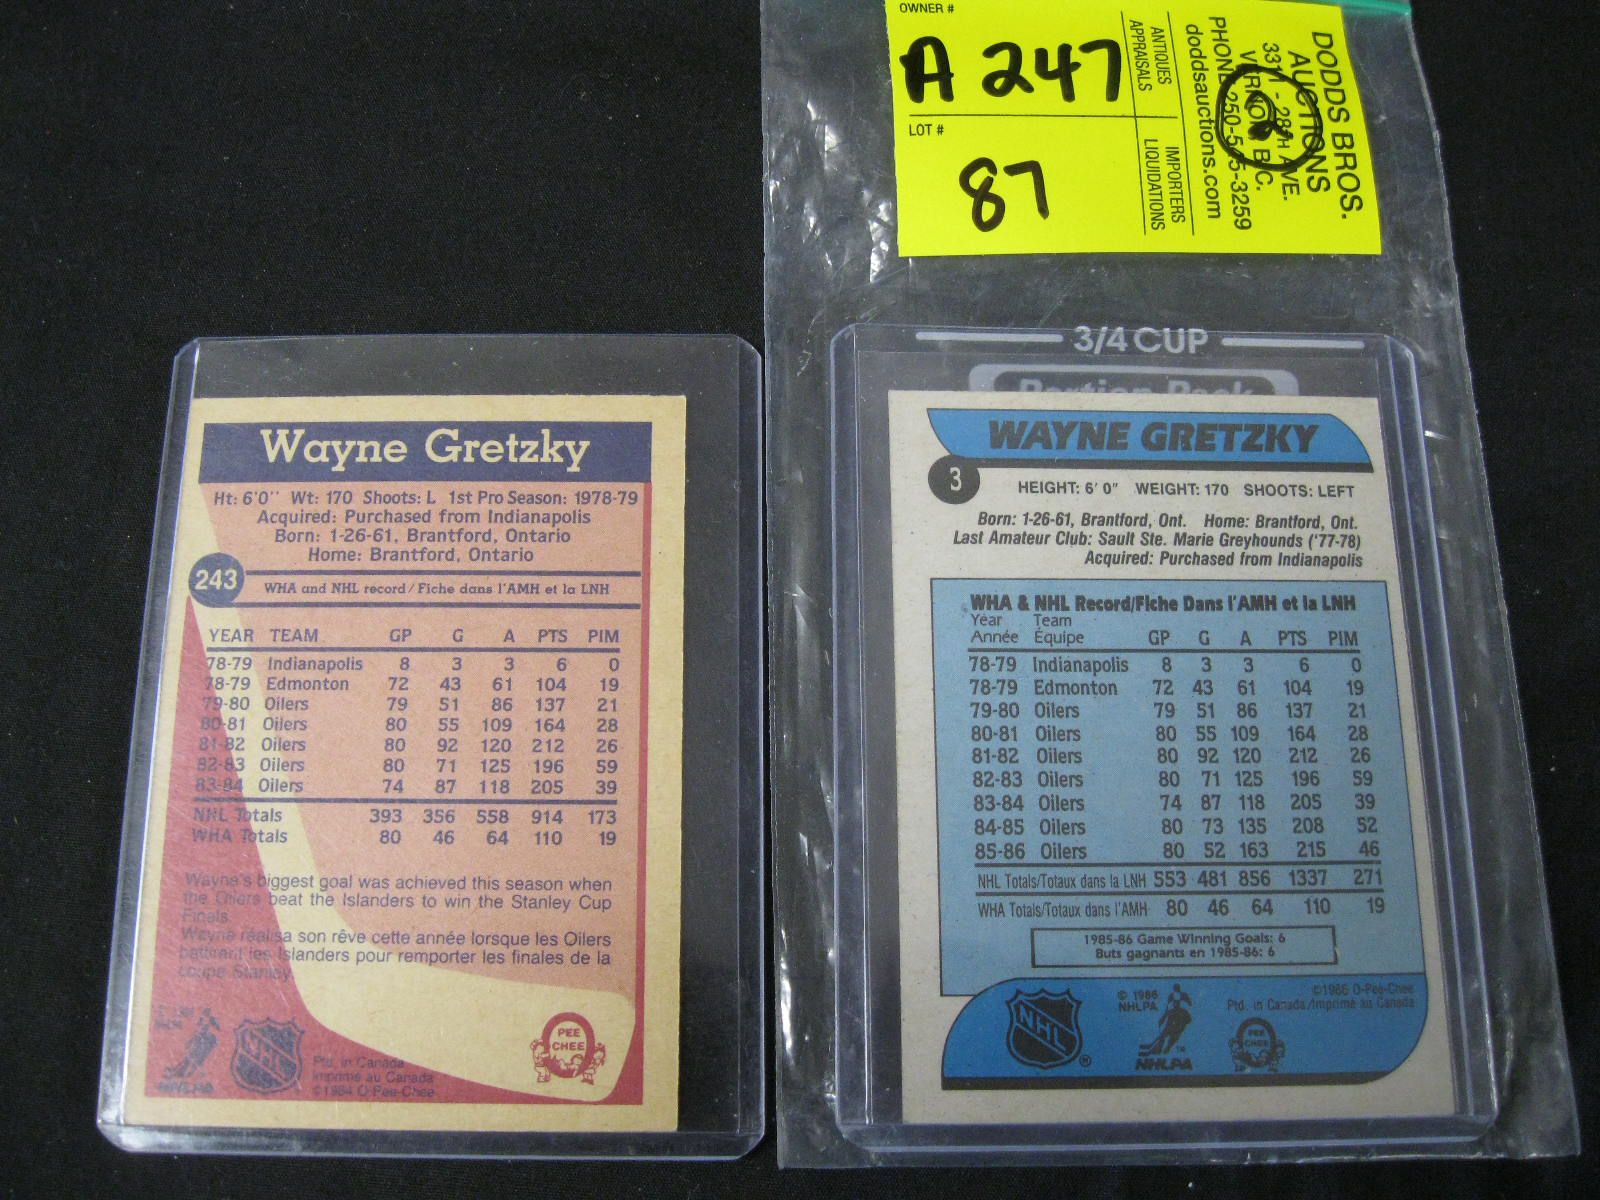 OWNER #
A 247
LOT #
87
ANTIQUES
APPRAISALS
IMPORTERS
LIQUIDATIONS
DODDS BROS.
AUCTIONS
28TH AVE.
VERNON B.C.
PHONE 250-545-3259
doddsauctions.com
2
3/4 CUP
Portion Pack
Wayne Gretzky
Ht: 6'0" Wt: 170 Shoots: L 1st Pro Season: 1978-79
Acquired: Purchased from Indianapolis
Born: 1-26-61, Brantford, Ontario
Home: Brantford, Ontario
243
WHA and NHL record/Fiche dans l'AMH et la LNH
YEAR TEAM GP G A PTS PIM
78-79 Indianapolis 8 3 3 6 0
78-79 Edmonton 72 43 61 104 19
79-80 Oilers 79 51 86 137 21
80-81 Oilers 80 55 109 164 28
81-82 Oilers 80 92 120 212 26
82-83 Oilers 80 71 125 196 59
83-84 Oilers 74 87 118 205 39
NHL Totals 393 356 558 914 173
WHA Totals 80 46 64 110 19
Wayne's biggest goal was achieved this season when
the Oilers beat the Islanders to win the Stanley Cup
Finals.
Wayne réalisa son rêve cette année lorsque les Oilers
battirent les Islanders pour remporter les finales de la
coupe Stanley.
NHLPA
NHL
Ptd. in Canada
Imprimé au Canada
©1984 O-Pee-Chee
PEE
CHEE
WAYNE GRETZKY
3
HEIGHT: 6' 0" WEIGHT: 170 SHOOTS: LEFT
Born: 1-26-61, Brantford, Ont. Home: Brantford, Ont.
Last Amateur Club: Sault Ste. Marie Greyhounds ('77-78)
Acquired: Purchased from Indianapolis
WHA & NHL Record/Fiche Dans l'AMH et la LNH
Year Team
Année Équipe GP G A PTS PIM
78-79 Indianapolis 8 3 3 6 0
78-79 Edmonton 72 43 61 104 19
79-80 Oilers 79 51 86 137 21
80-81 Oilers 80 55 109 164 28
81-82 Oilers 80 92 120 212 26
82-83 Oilers 80 71 125 196 59
83-84 Oilers 74 87 118 205 39
84-85 Oilers 80 73 135 208 52
85-86 Oilers 80 52 163 215 46
NHL Totals/Totaux dans la LNH 553 481 856 1337 271
WHA Totals/Totaux dans l'AMH 80 46 64 110 19
1985-86 Game Winning Goals: 6
Buts gagnants en 1985-86: 6
NHL
®
© 1986
NHLPA
NHLPA
TM
©1986 O-Pee-Chee
Ptd. in Canada/Imprimé au Canada
PEE
CHEE